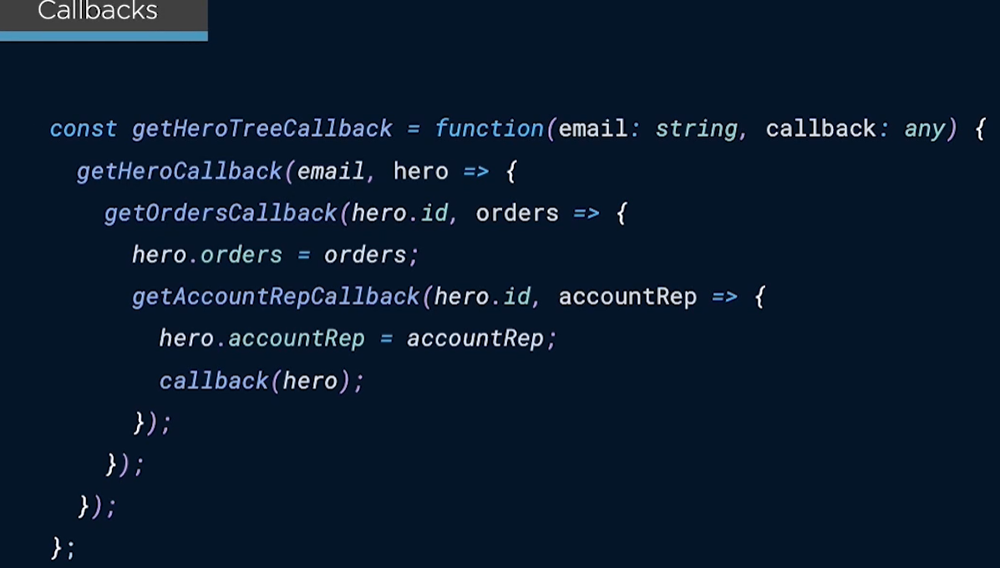 Callbacks
const getHeroTreeCallback = function(email: string, callback: any) {
  getHeroCallback(email, hero => {
    getOrdersCallback(hero.id, orders => {
      hero.orders = orders;
      getAccountRepCallback(hero.id, accountRep => {
        hero.accountRep = accountRep;
        callback(hero);
      });
    });
  });
};